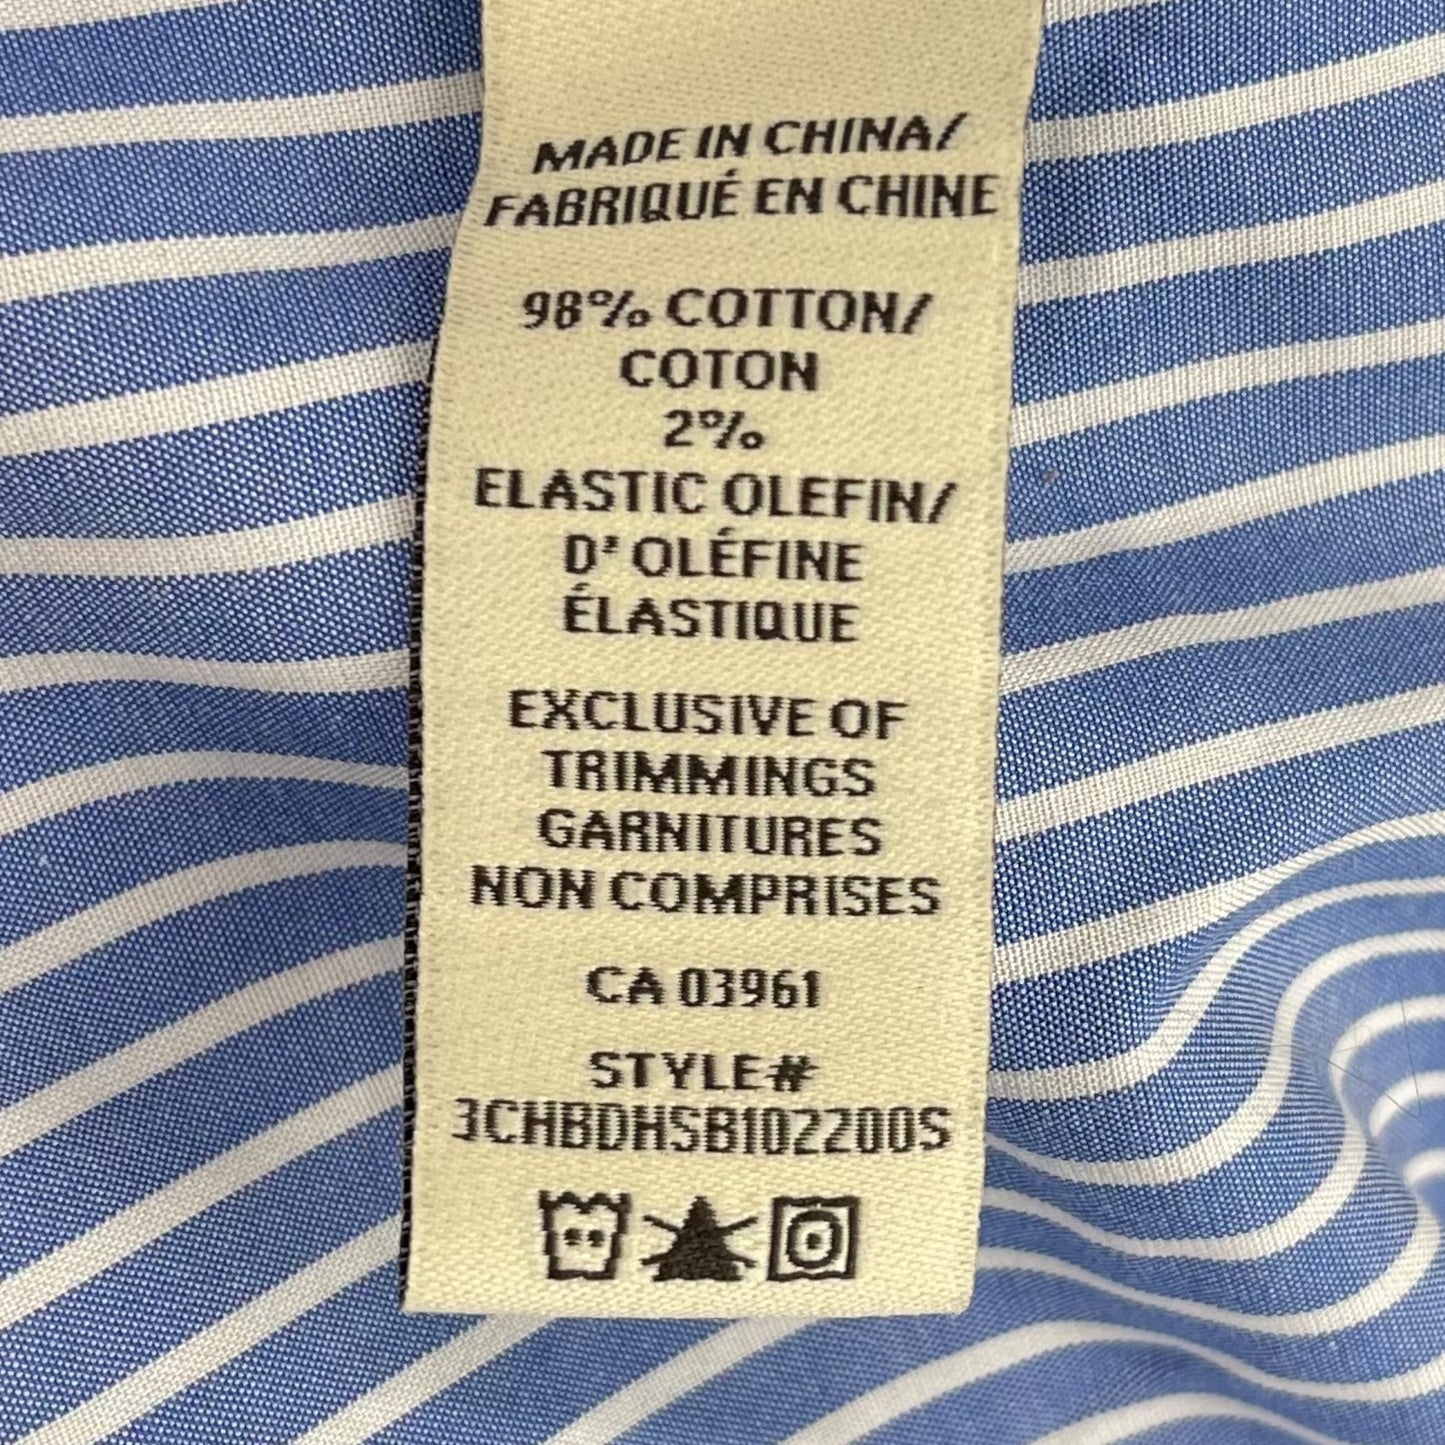 MADE IN CHINA/
FABRIQUÉ EN CHINE
98% COTTON/
COTON
2%
ELASTIC OLEFIN/
D'OLÉFINE
ÉLASTIQUE
EXCLUSIVE OF
TRIMMINGS
GARNITURES
NON COMPRISES
CA 03961
STYLE#
3CHBDHSB102200S